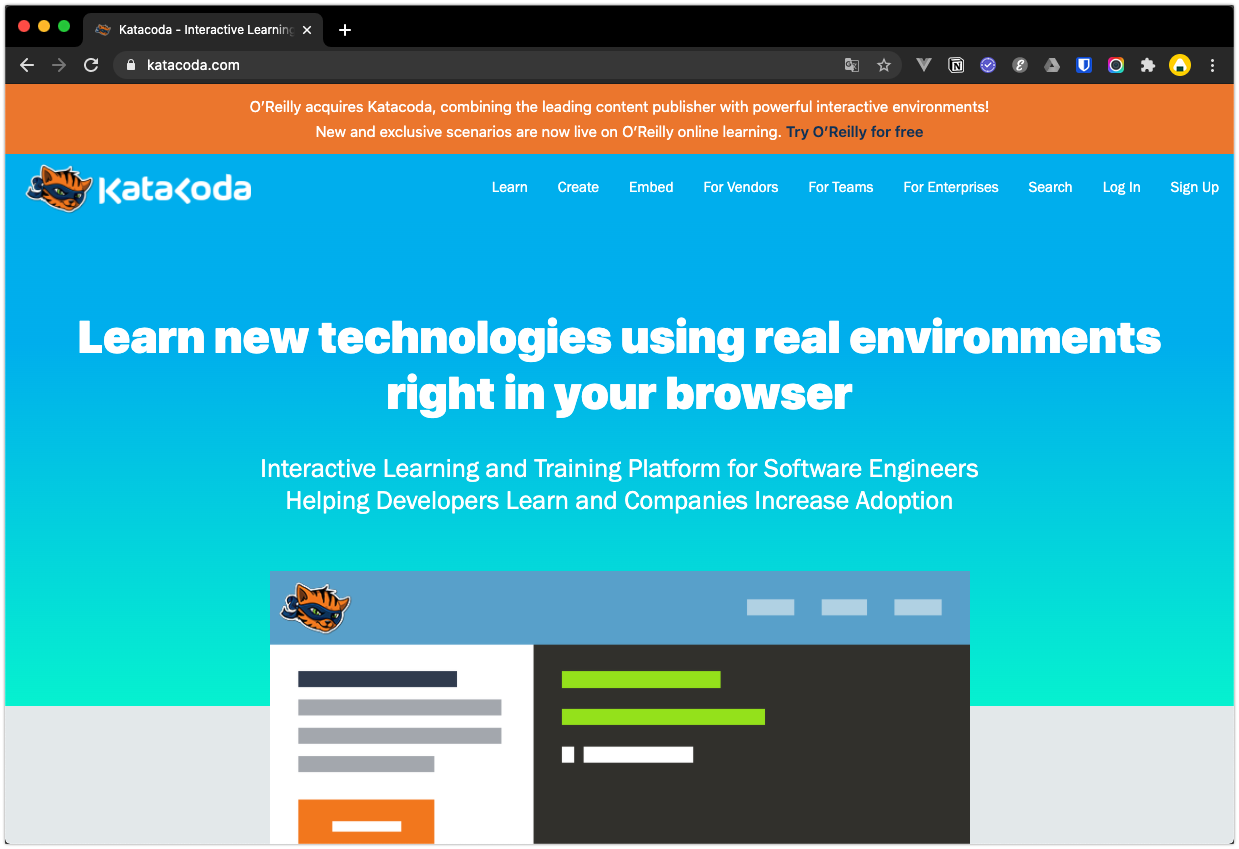 Katacoda - Interactive Learning
katacoda.com
O’Reilly acquires Katacoda, combining the leading content publisher with powerful interactive environments!
New and exclusive scenarios are now live on O’Reilly online learning. Try O’Reilly for free
Katacoda
Learn Create Embed For Vendors For Teams For Enterprises Search Log In Sign Up
Learn new technologies using real environments
right in your browser
Interactive Learning and Training Platform for Software Engineers
Helping Developers Learn and Companies Increase Adoption